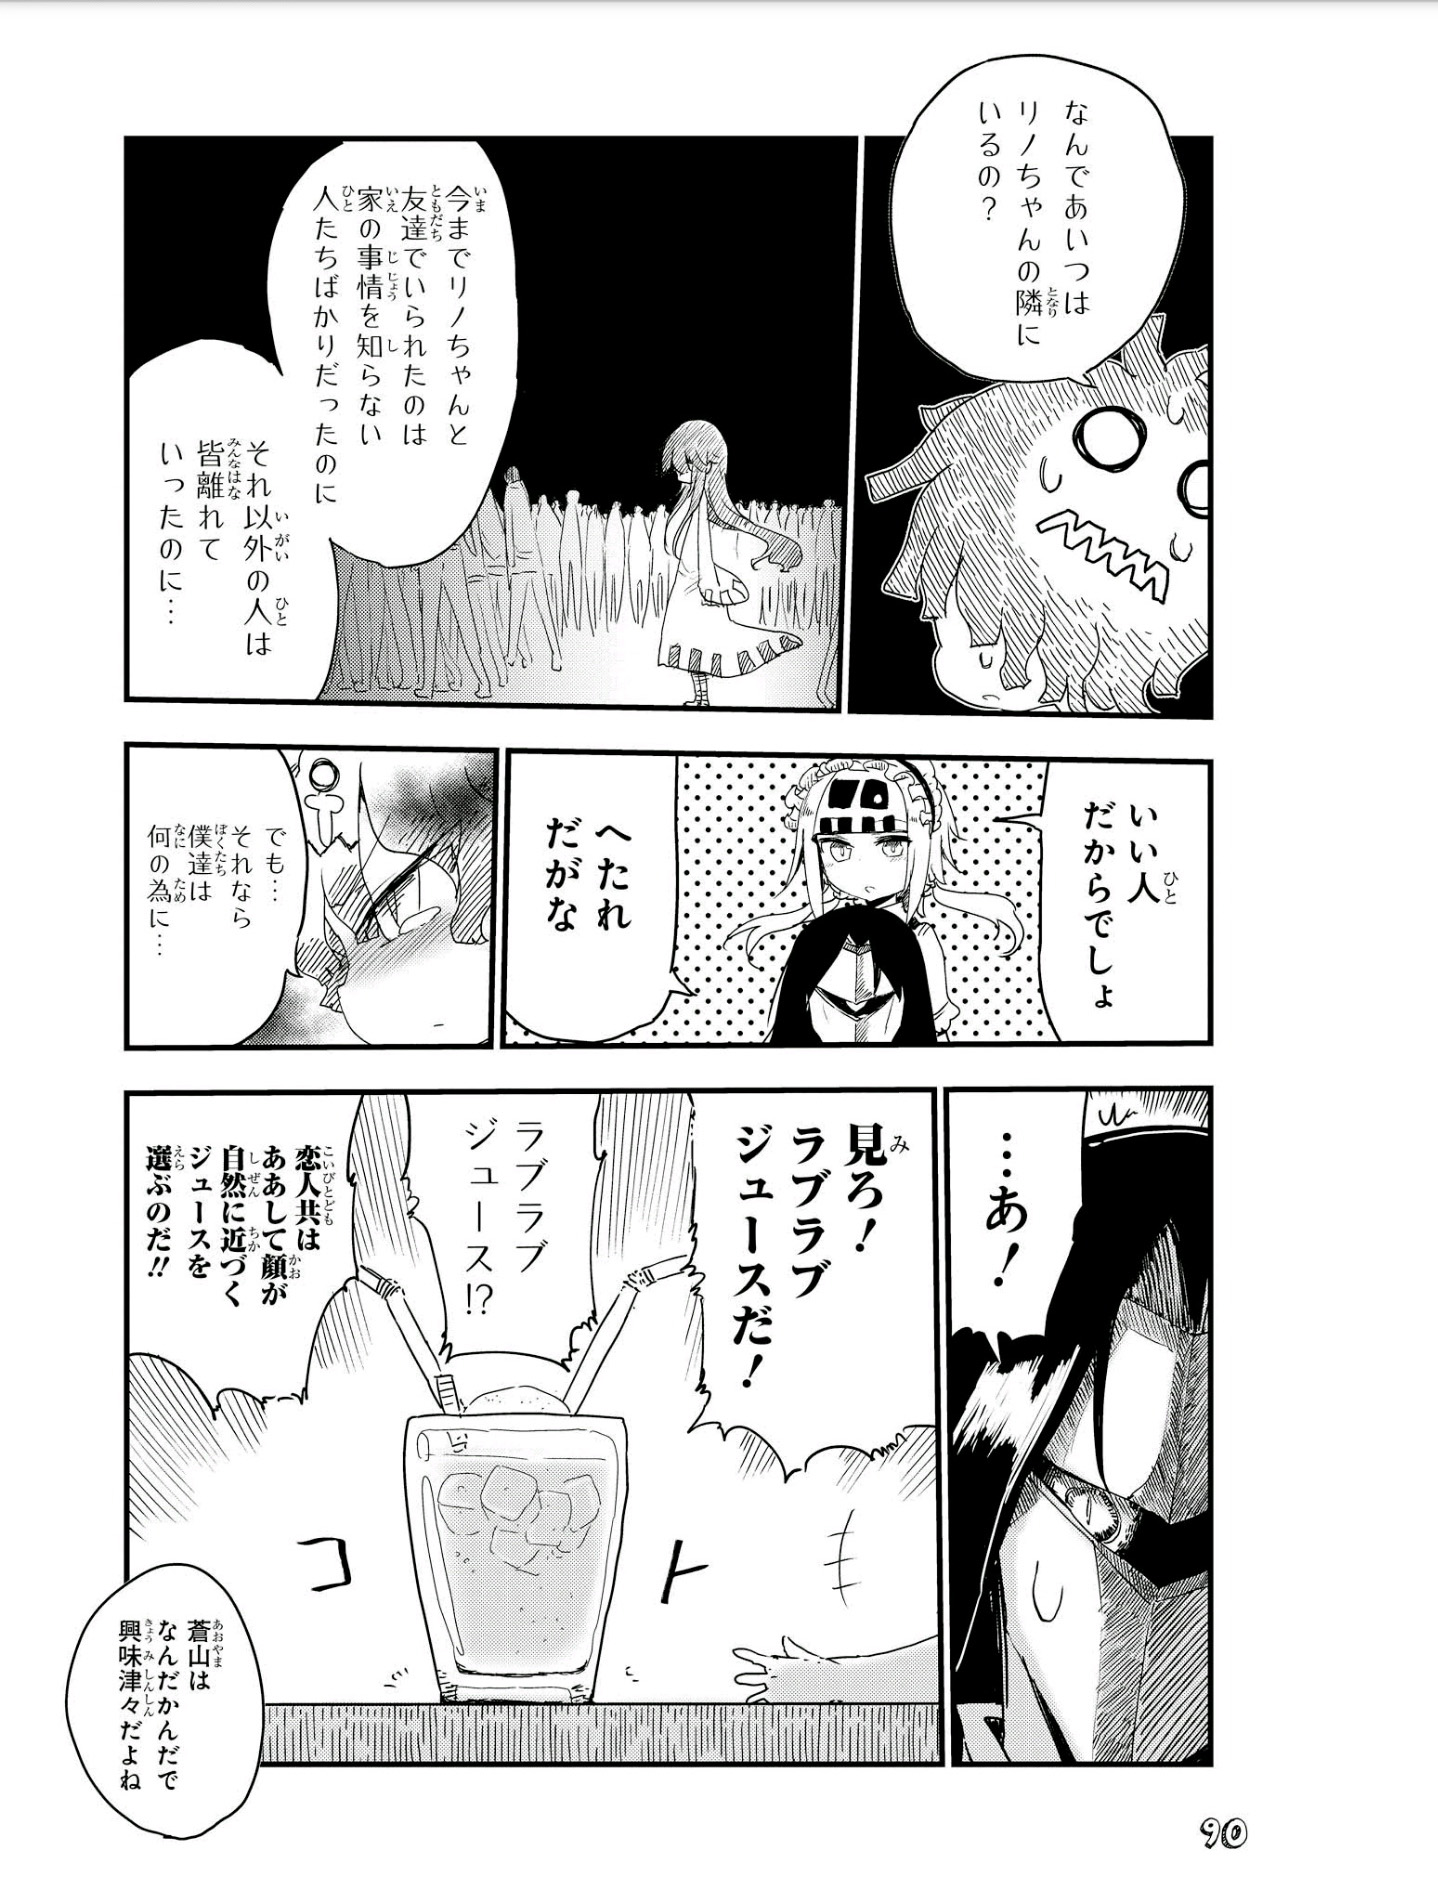 なんであいつは
リノちゃんの隣に
いるの？
今までリノちゃんと
友達でいられたのは
家の事情を知らない
人たちばかりだったのに
それ以外の人は
皆離れて
いったのに…
いい人
だからでしょ
へたれ
だがな
でも…
それなら
僕達は
何の為に…
…あ！
見ろ！
ラブラブ
ジュースだ！
ラブラブ
ジュース!?
恋人共は
ああして顔が
自然に近づく
ジュースを
選ぶのだ!!
コト
蒼山は
なんだかんだで
興味津々だよね
90